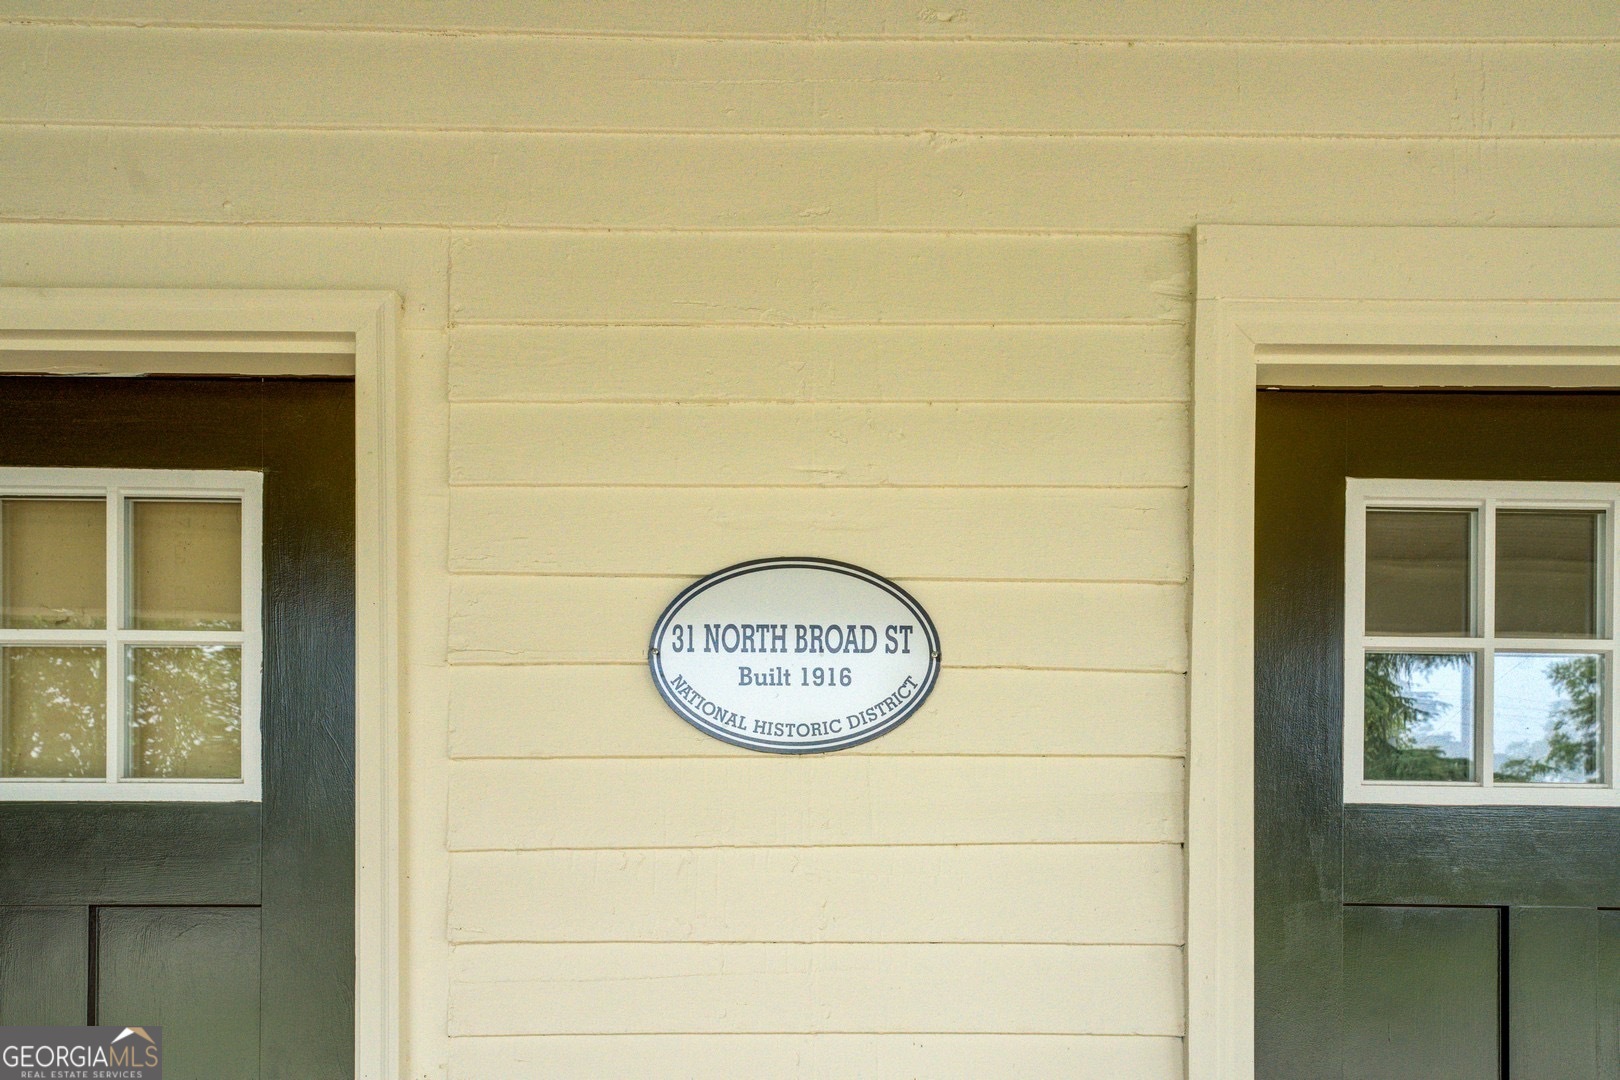 31 NORTH BROAD ST
Built 1916
NATIONAL HISTORIC DISTRICT
GEORGIAMLS
REAL ESTATE SERVICES